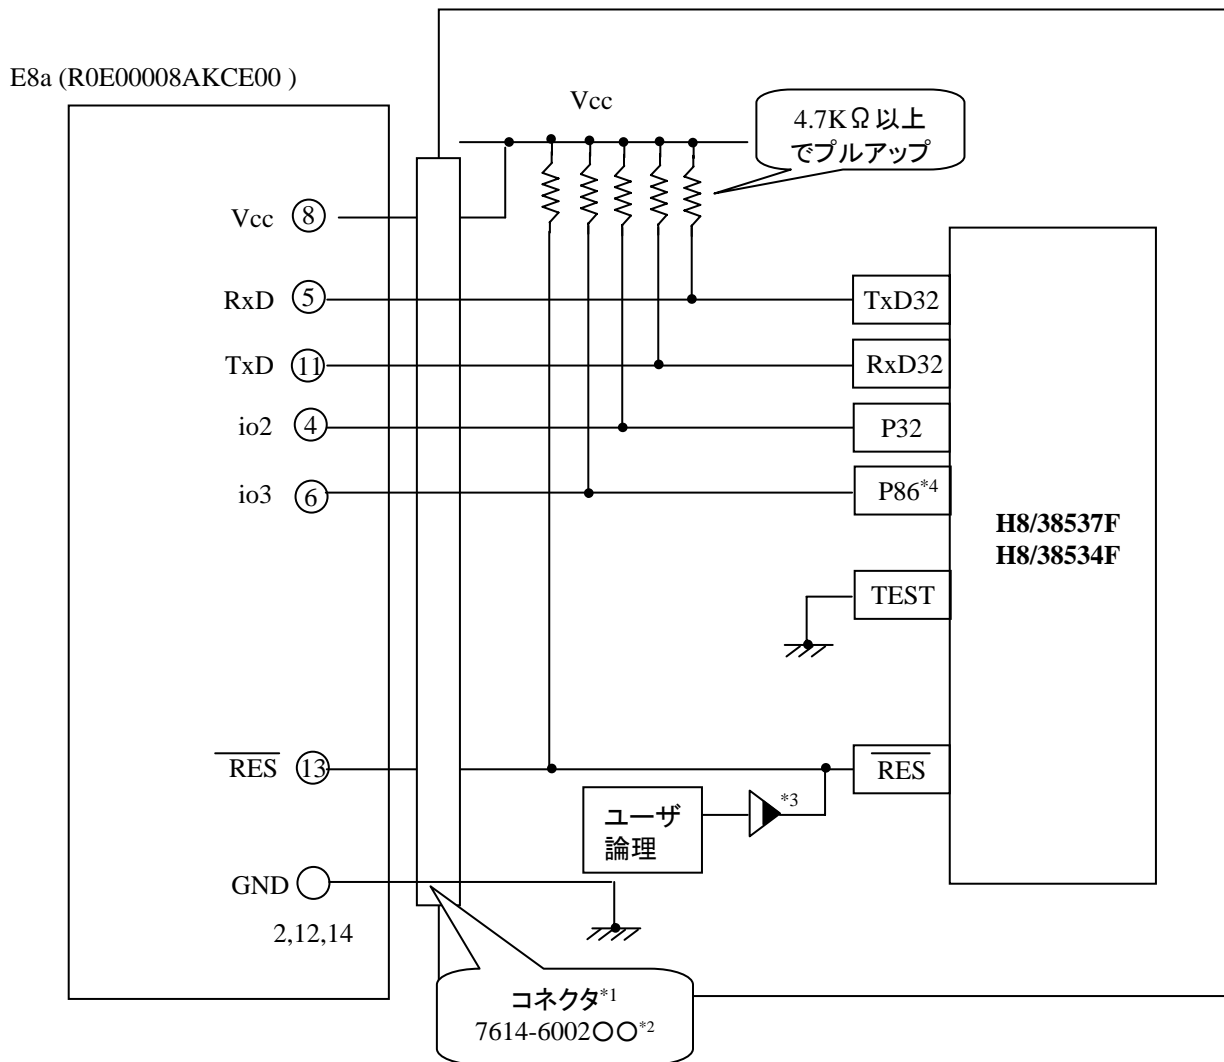 E8a (R0E00008AKCE00 )
Vcc
4.7KΩ以上
でプルアップ
Vcc 8
RxD 5
TxD32
TxD 11
RxD32
io2 4
P32
io3 6
P86*4
H8/38537F
H8/38534F
TEST
RES 13
RES
*3
ユーザ
論理
GND
2,12,14
コネクタ*1
7614-6002〇〇*2